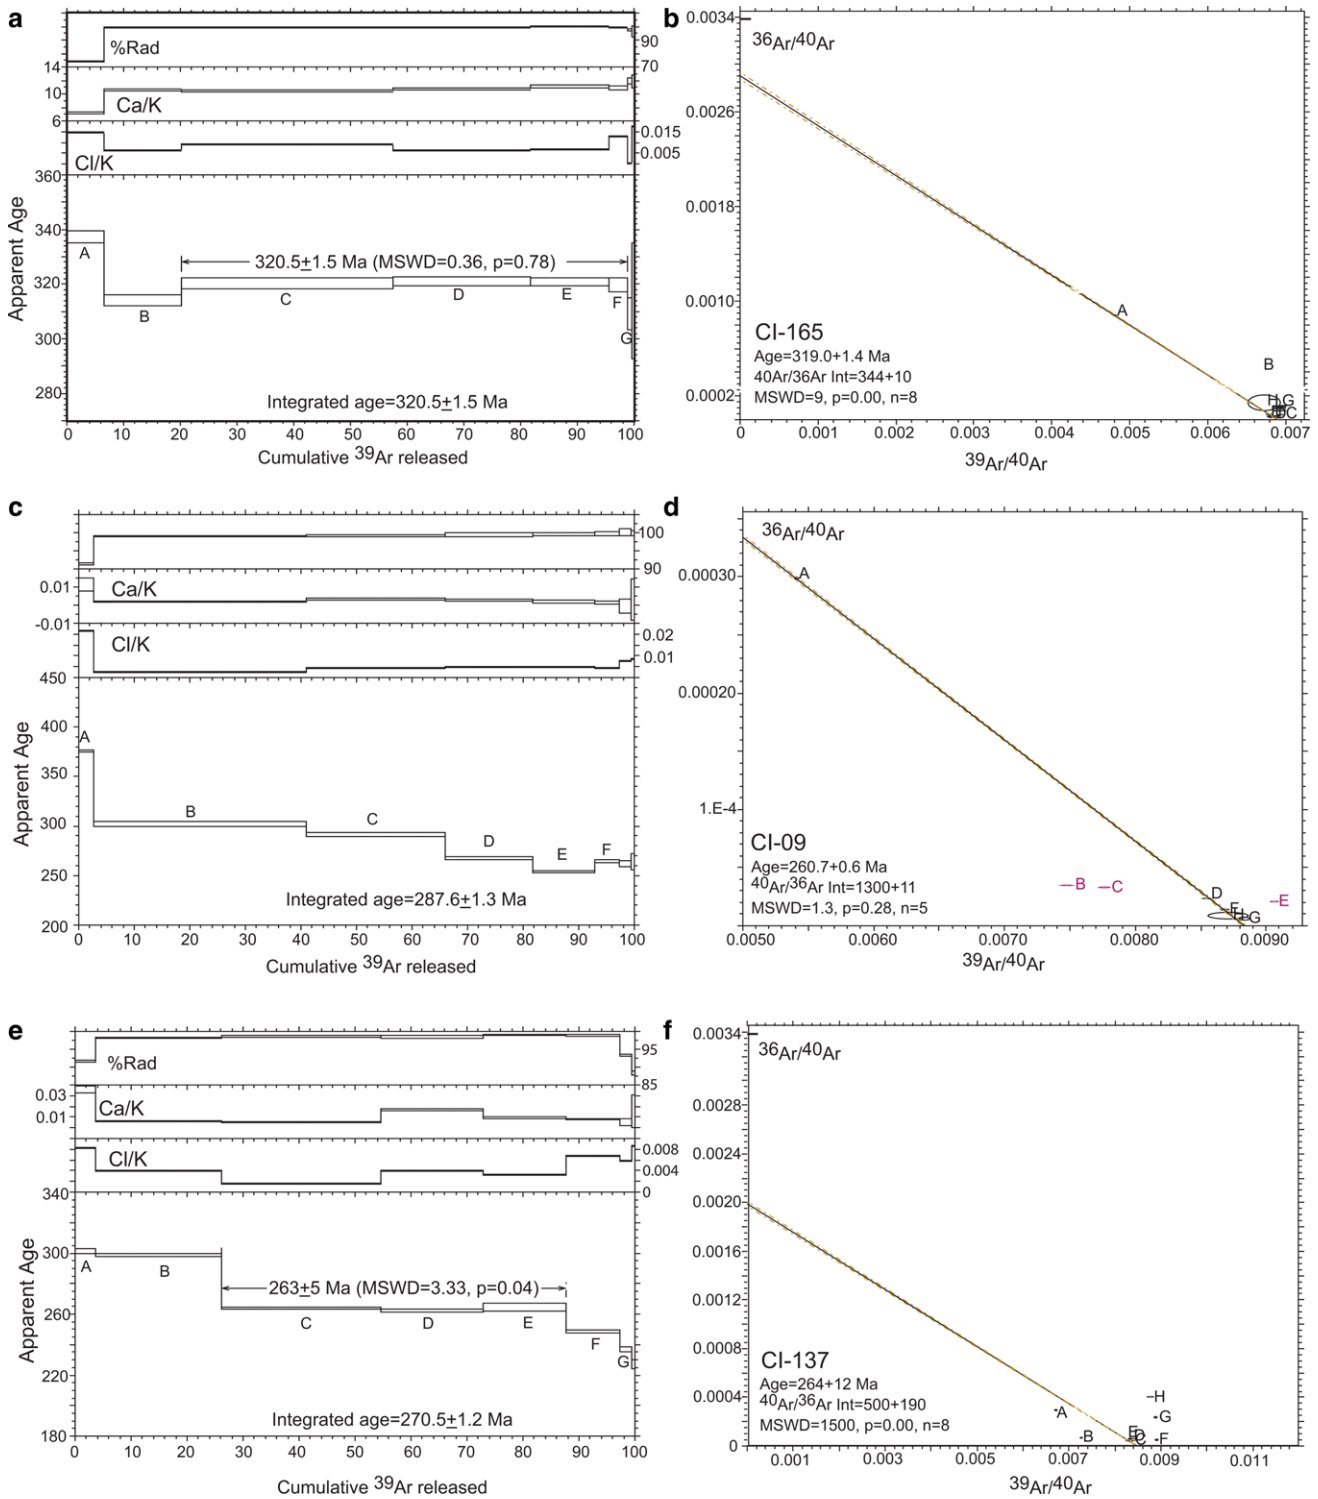 a
%Rad
90
70
14
10
6
Ca/K
0.015
0.005
Cl/K
360
340
320
300
280
Apparent Age
A
B
320.5±1.5 Ma (MSWD=0.36, p=0.78)
C
D
E
F
G
Integrated age=320.5±1.5 Ma
0 10 20 30 40 50 60 70 80 90 100
Cumulative 39Ar released
b
0.0034
0.0026
0.0018
0.0010
0.0002
36Ar/40Ar
A
B
H G
C
CI-165
Age=319.0+1.4 Ma
40Ar/36Ar Int=344+10
MSWD=9, p=0.00, n=8
0 0.001 0.002 0.003 0.004 0.005 0.006 0.007
39Ar/40Ar
c
100
90
0.01
-0.01
Ca/K
0.02
0.01
Cl/K
450
400
350
300
250
200
Apparent Age
A
B
C
D
E
F
Integrated age=287.6±1.3 Ma
0 10 20 30 40 50 60 70 80 90 100
Cumulative 39Ar released
d
0.00030
0.00020
1.E-4
36Ar/40Ar
A
B
C
D
E
F
H
G
CI-09
Age=260.7+0.6 Ma
40Ar/36Ar Int=1300+11
MSWD=1.3, p=0.28, n=5
0.0050 0.0060 0.0070 0.0080 0.0090
39Ar/40Ar
e
%Rad
95
85
0.03
0.01
Ca/K
0.008
0.004
0
Cl/K
340
300
260
220
180
Apparent Age
A
B
263±5 Ma (MSWD=3.33, p=0.04)
C
D
E
F
G
Integrated age=270.5±1.2 Ma
0 10 20 30 40 50 60 70 80 90 100
Cumulative 39Ar released
f
0.0034
0.0028
0.0024
0.0020
0.0016
0.0012
0.0008
0.0004
0
36Ar/40Ar
H
A
G
B
E
D
C
F
CI-137
Age=264+12 Ma
40Ar/36Ar Int=500+190
MSWD=1500, p=0.00, n=8
0.001 0.003 0.005 0.007 0.009 0.011
39Ar/40Ar